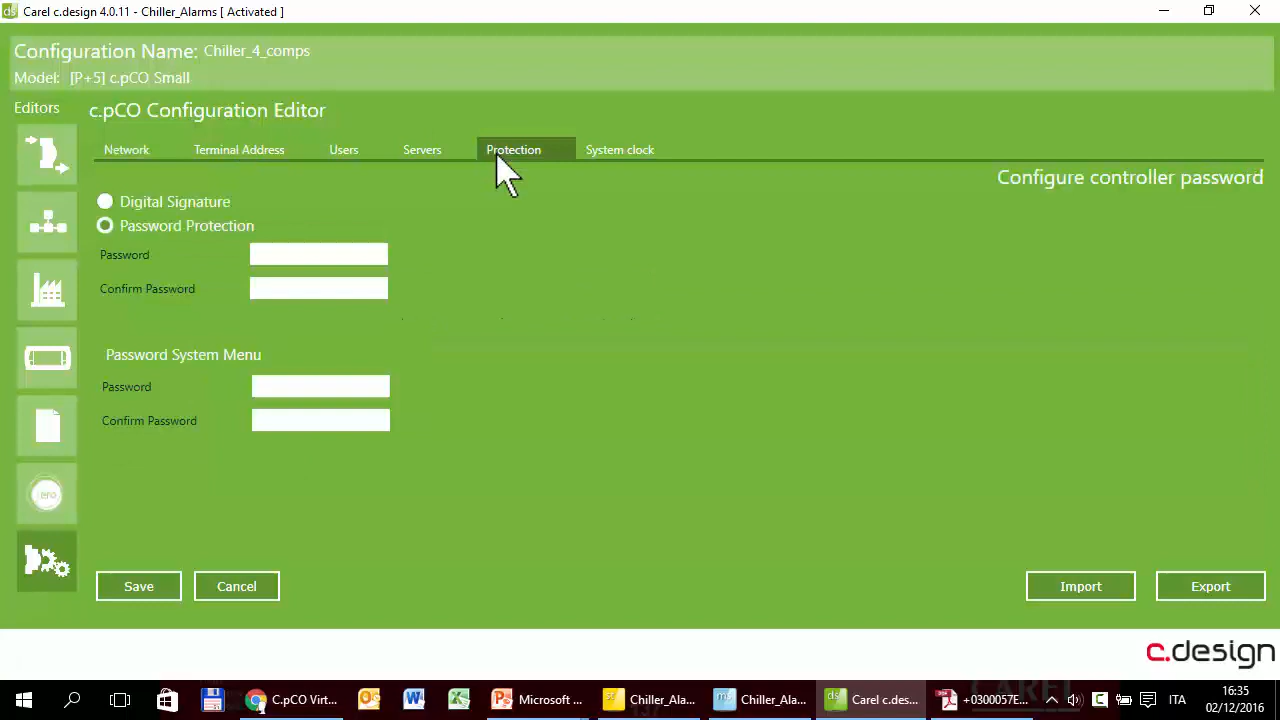 Carel c.design 4.0.11 - Chiller_Alarms [ Activated ]
Configuration Name: Chiller_4_comps
Model: [P+5] c.pCO Small
Editors
c.pCO Configuration Editor
Network Terminal Address Users Servers Protection System clock
Configure controller password
Digital Signature
Password Protection
Password
Confirm Password
Password System Menu
Password
Confirm Password
Save Cancel Import Export
c.design
C.pCO Virt... Microsoft ... Chiller_Ala... Chiller_Ala... Carel c.des... +0300057E... ITA
16:35
02/12/2016